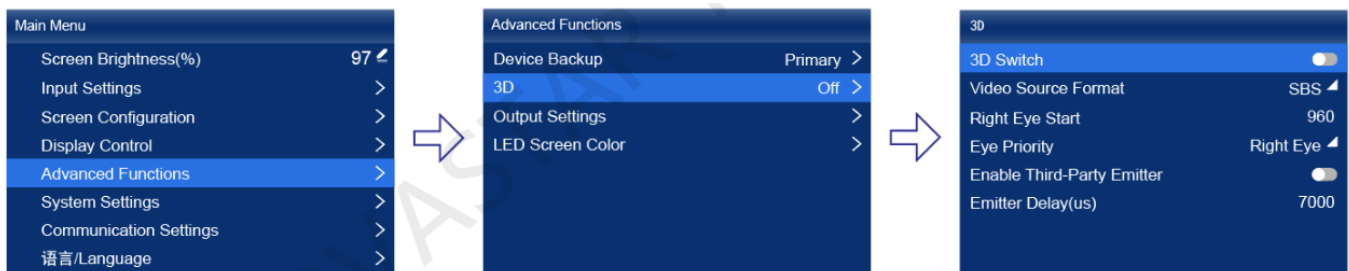 Main Menu
Screen Brightness(%) 97
Input Settings
Screen Configuration
Display Control
Advanced Functions
System Settings
Communication Settings
语言/Language
Advanced Functions
Device Backup Primary
3D Off
Output Settings
LED Screen Color
3D
3D Switch
Video Source Format SBS
Right Eye Start 960
Eye Priority Right Eye
Enable Third-Party Emitter
Emitter Delay(us) 7000